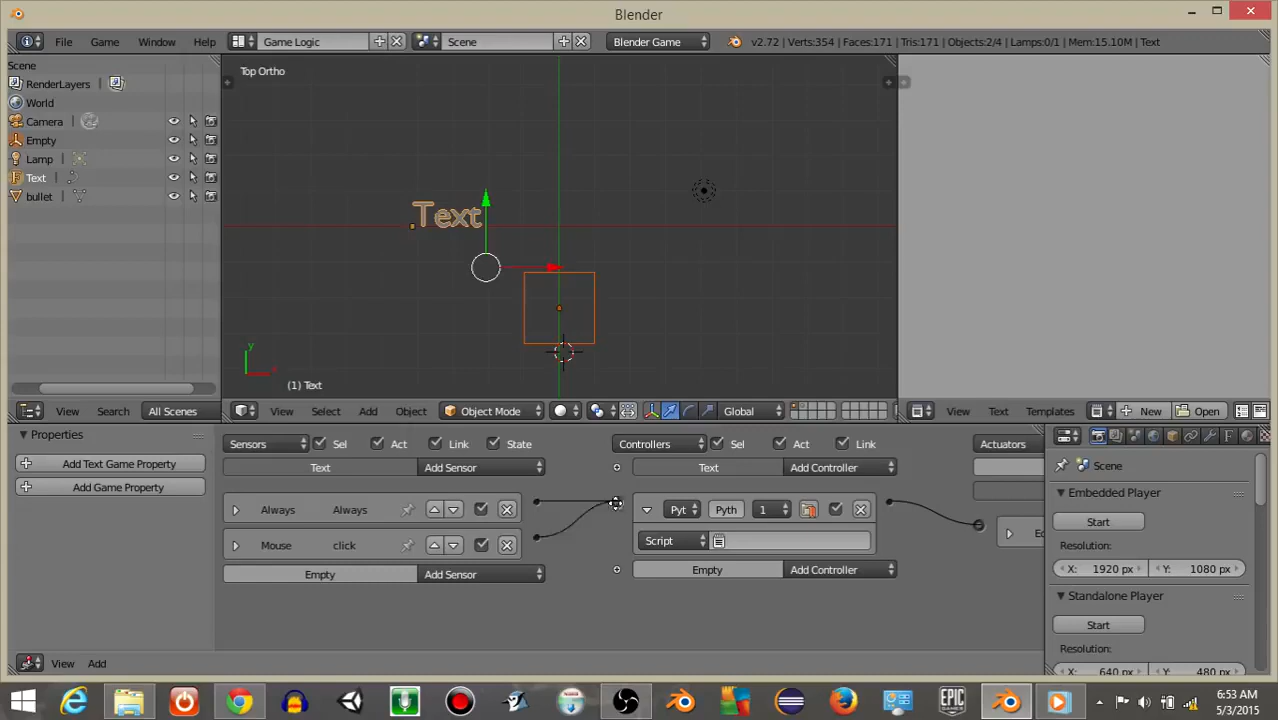 Blender
File Game Window Help Game Logic Scene Blender Game v2.72 | Verts:354 | Faces:171 | Tris:171 | Objects:2/4 | Lamps:0/1 | Mem:15.10M | Text
Scene
RenderLayers
World
Camera
Empty
Lamp
Text
bullet
View Search All Scenes
Top Ortho
Text
y
x
(1) Text
View Select Add Object Object Mode Global
View Text Templates New Open
Properties
Add Text Game Property
Add Game Property
Sensors Sel Act Link State
Text Add Sensor
Always Always
Mouse click
Empty Add Sensor
Controllers Sel Act Link
Text Add Controller
Pyt Pyth 1
Script
Empty Add Controller
Actuators
View Add
Scene
Embedded Player
Start
Resolution:
X: 1920 px Y: 1080 px
Standalone Player
Start
Resolution:
X: 640 px Y: 480 px
EPIC GAMES
6:53 AM
5/3/2015